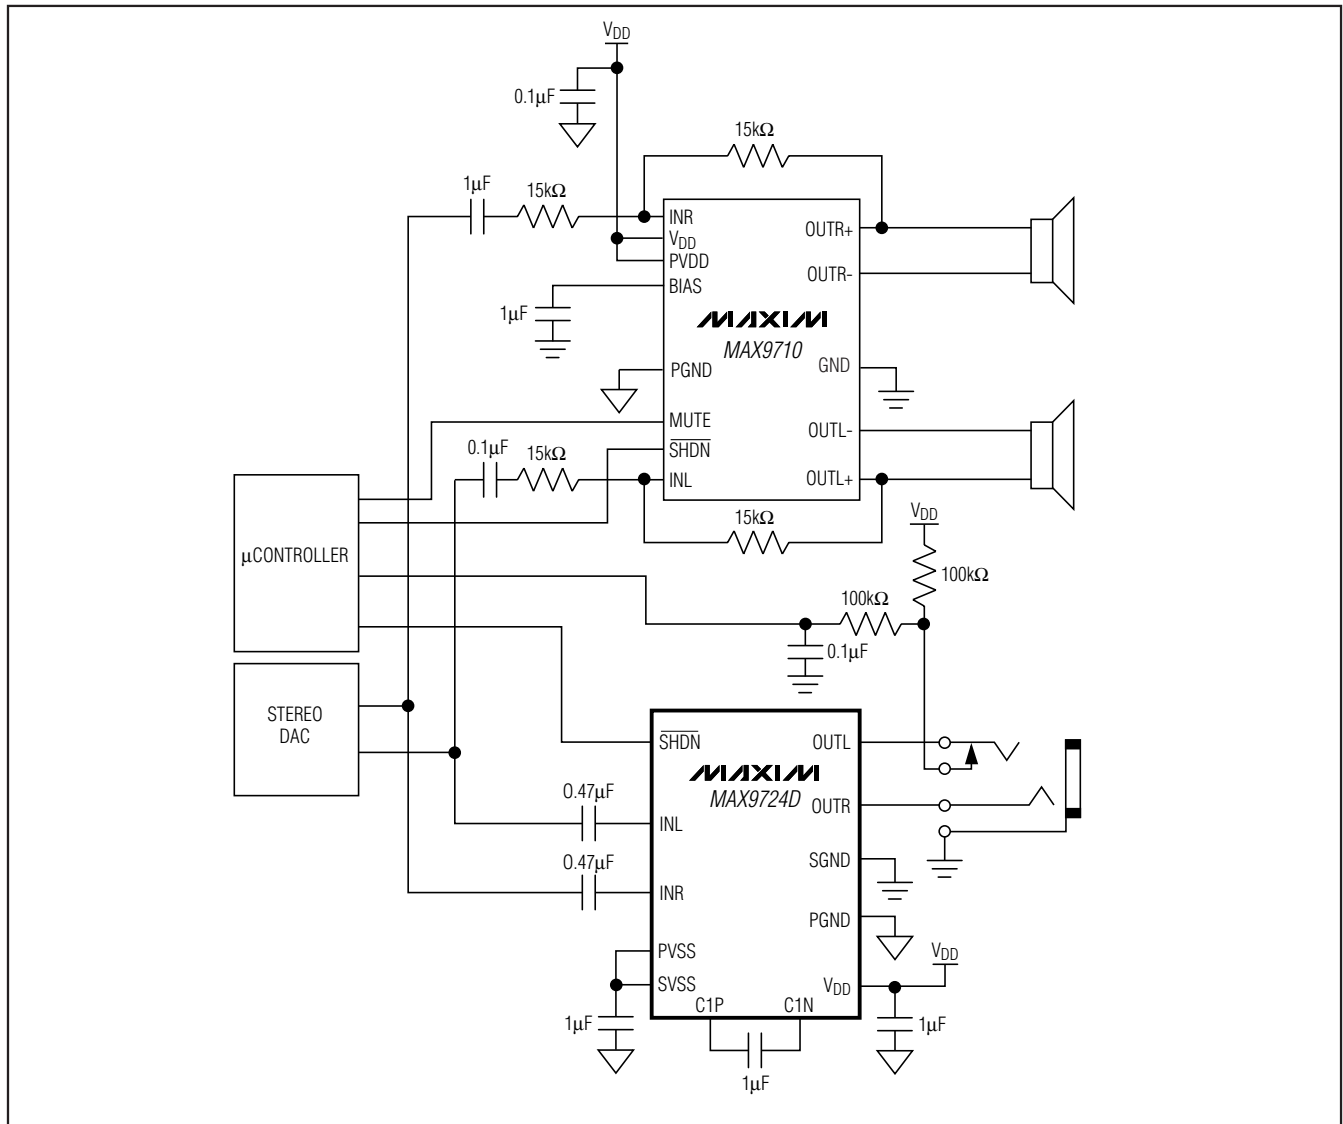 VDD
0.1µF
15kΩ
1µF
15kΩ
INR
VDD
PVDD
BIAS
OUTR+
OUTR-
1µF
MAXIM
MAX9710
PGND
GND
MUTE
SHDN
INL
OUTL-
OUTL+
0.1µF
15kΩ
15kΩ
VDD
100kΩ
µCONTROLLER
100kΩ
0.1µF
STEREO
DAC
SHDN
OUTL
MAXIM
MAX9724D
OUTR
0.47µF
INL
SGND
0.47µF
INR
PGND
PVSS
SVSS
VDD
VDD
C1P
C1N
1µF
1µF
1µF